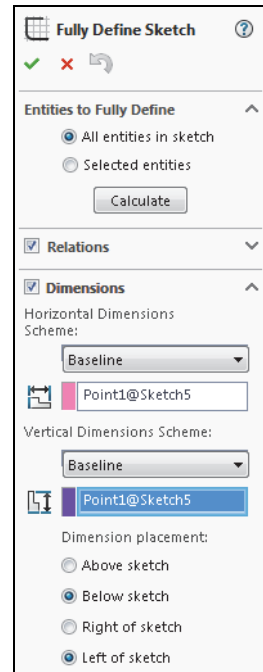 Fully Define Sketch
Entities to Fully Define
All entities in sketch
Selected entities
Calculate
Relations
Dimensions
Horizontal Dimensions
Scheme:
Baseline
Point1@Sketch5
Vertical Dimensions Scheme:
Baseline
Point1@Sketch5
Dimension placement:
Above sketch
Below sketch
Right of sketch
Left of sketch